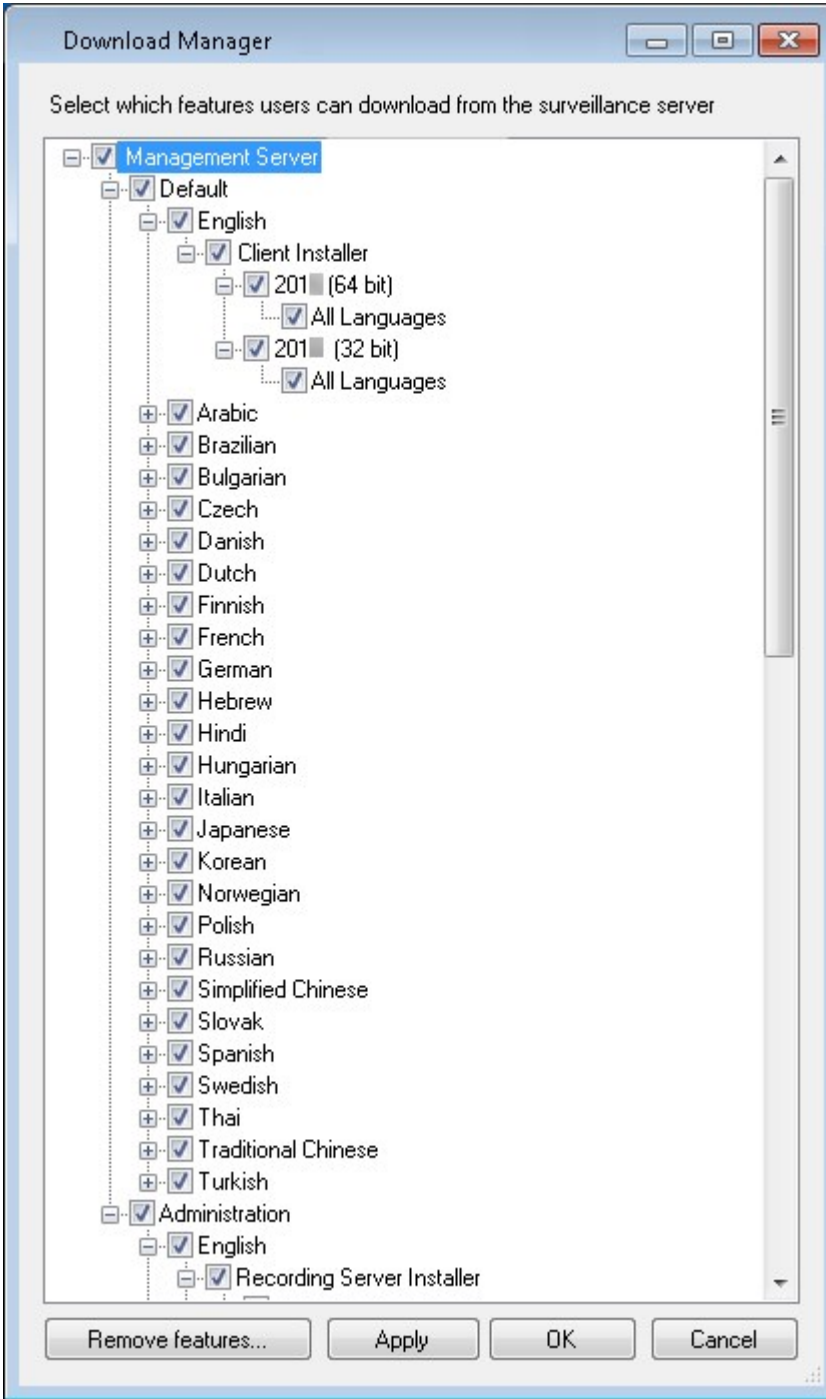 Download Manager
Select which features users can download from the surveillance server
Management Server
Default
English
Client Installer
201 (64 bit)
All Languages
201 (32 bit)
All Languages
Arabic
Brazilian
Bulgarian
Czech
Danish
Dutch
Finnish
French
German
Hebrew
Hindi
Hungarian
Italian
Japanese
Korean
Norwegian
Polish
Russian
Simplified Chinese
Slovak
Spanish
Swedish
Thai
Traditional Chinese
Turkish
Administration
English
Recording Server Installer
Remove features... Apply OK Cancel